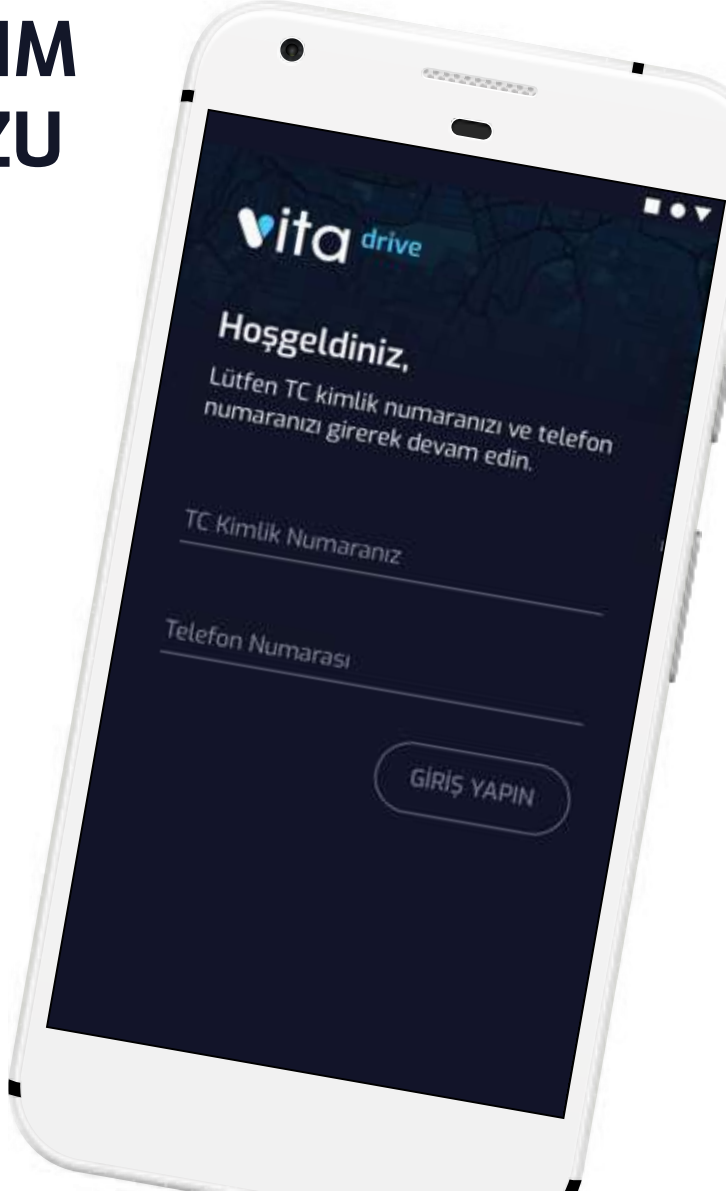 IM
ZU
vita drive
Hoşgeldiniz,
Lütfen TC kimlik numaranızı ve telefon
numaranızı girerek devam edin.
TC Kimlik Numaranız
Telefon Numarası
GİRİŞ YAPIN